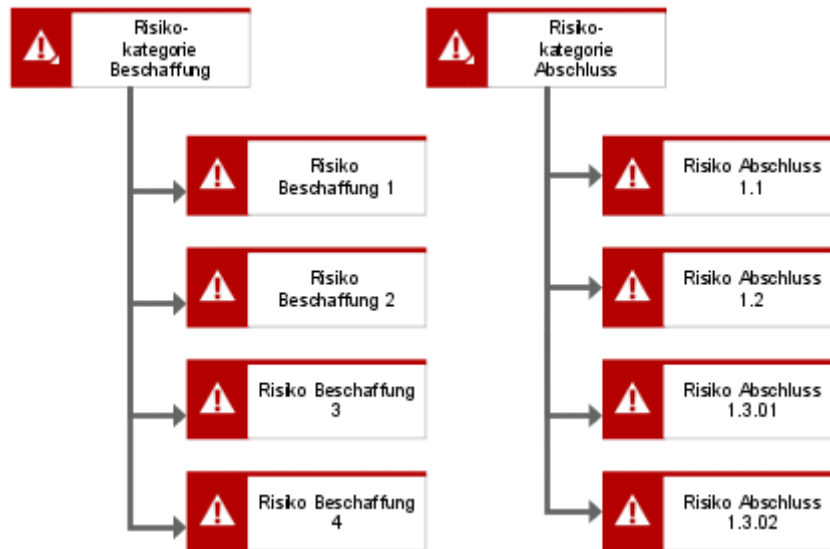 Risiko-
kategorie
Beschaffung
Risiko
Beschaffung 1
Risiko
Beschaffung 2
Risiko Beschaffung
3
Risiko Beschaffung
4
Risiko-
kategorie
Abschluss
Risiko Abschluss
1.1
Risiko Abschluss
1.2
Risiko Abschluss
1.3.01
Risiko Abschluss
1.3.02